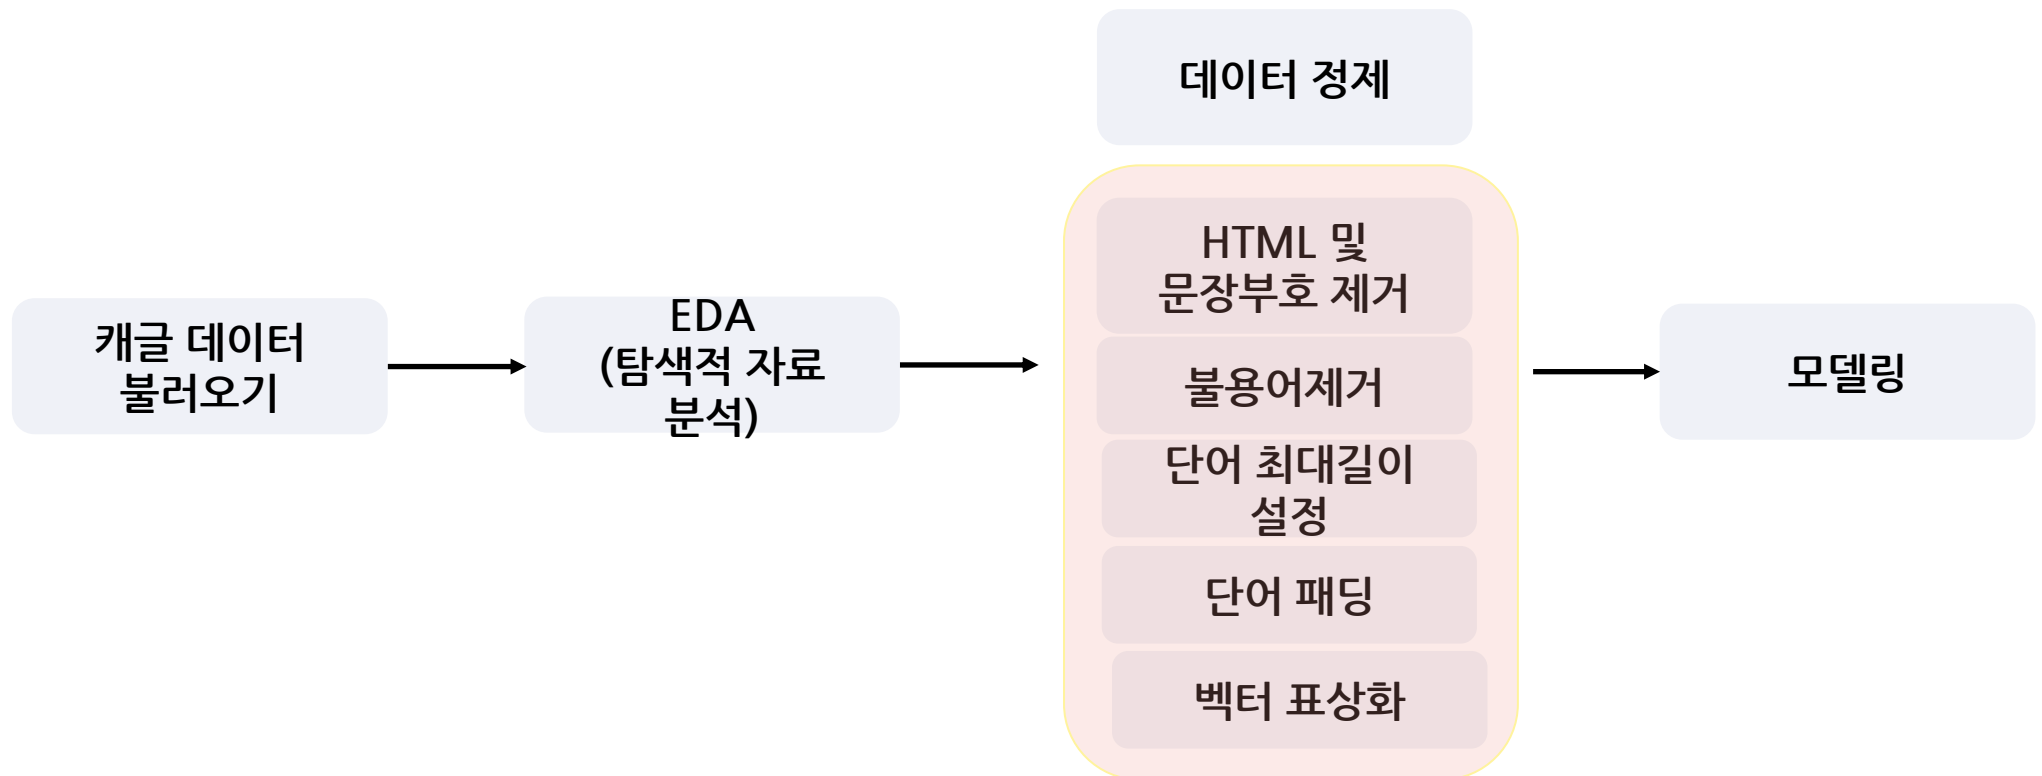 캐글 데이터
불러오기
EDA
(탐색적 자료
분석)
데이터 정제
HTML 및
문장부호 제거
불용어제거
단어 최대길이
설정
단어 패딩
벡터 표상화
모델링